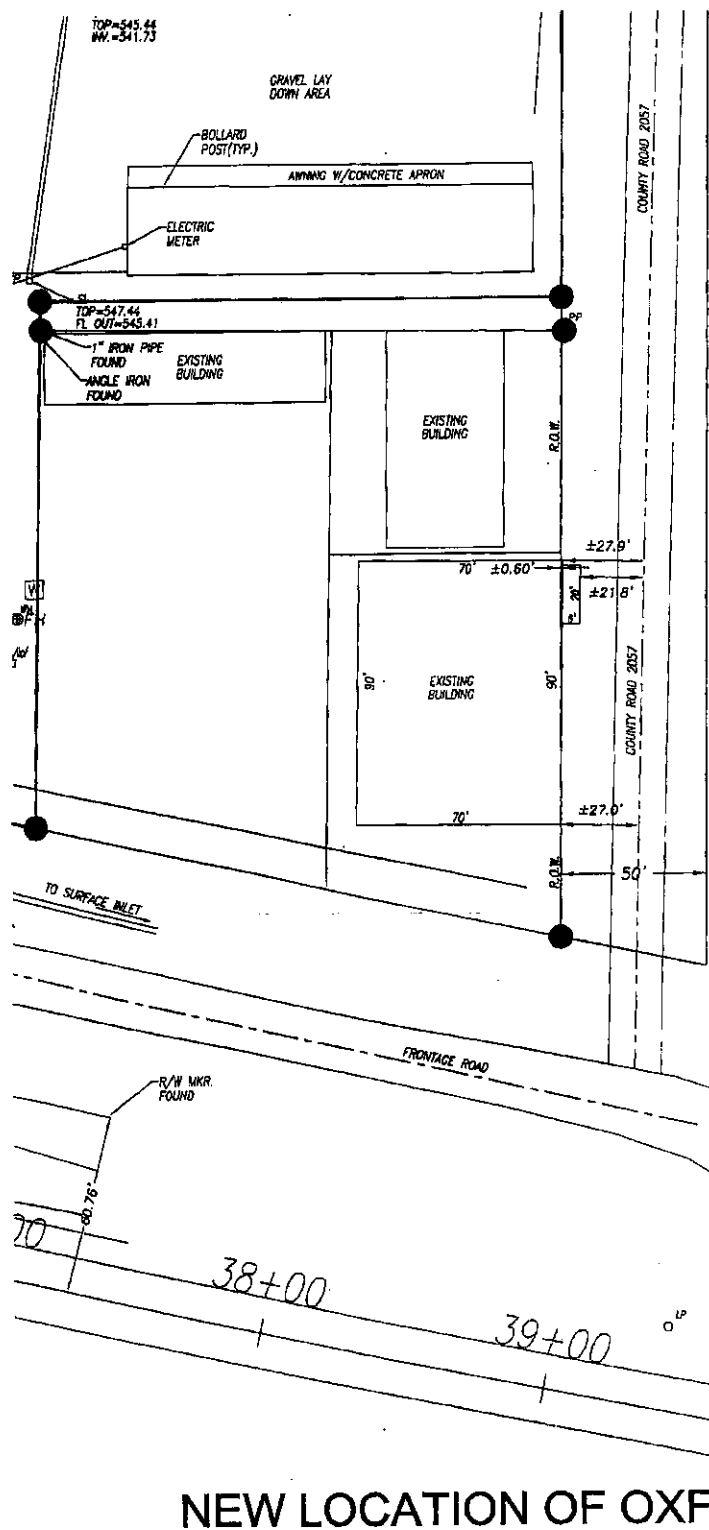 TOP=545.44
INV.=541.73
GRAVEL LAY
DOWN AREA
COUNTY ROAD 2057
BOLLARD
POST(TYP.)
AWNING W/CONCRETE APRON
ELECTRIC
METER
TOP=547.44
FL OUT=545.41
PP
1" IRON PIPE
FOUND
ANGLE IRON
FOUND
EXISTING
BUILDING
EXISTING
BUILDING
R.O.W.
±27.9'
70'
±0.60'
±21.8'
20'
W
EXISTING
BUILDING
90'
90'
COUNTY ROAD 2057
70'
±27.0'
R.O.W.
50'
TO SURFACE INLET
FRONTAGE ROAD
R/W MKR.
FOUND
60.76'
00
38+00
39+00
LP
NEW LOCATION OF OXF